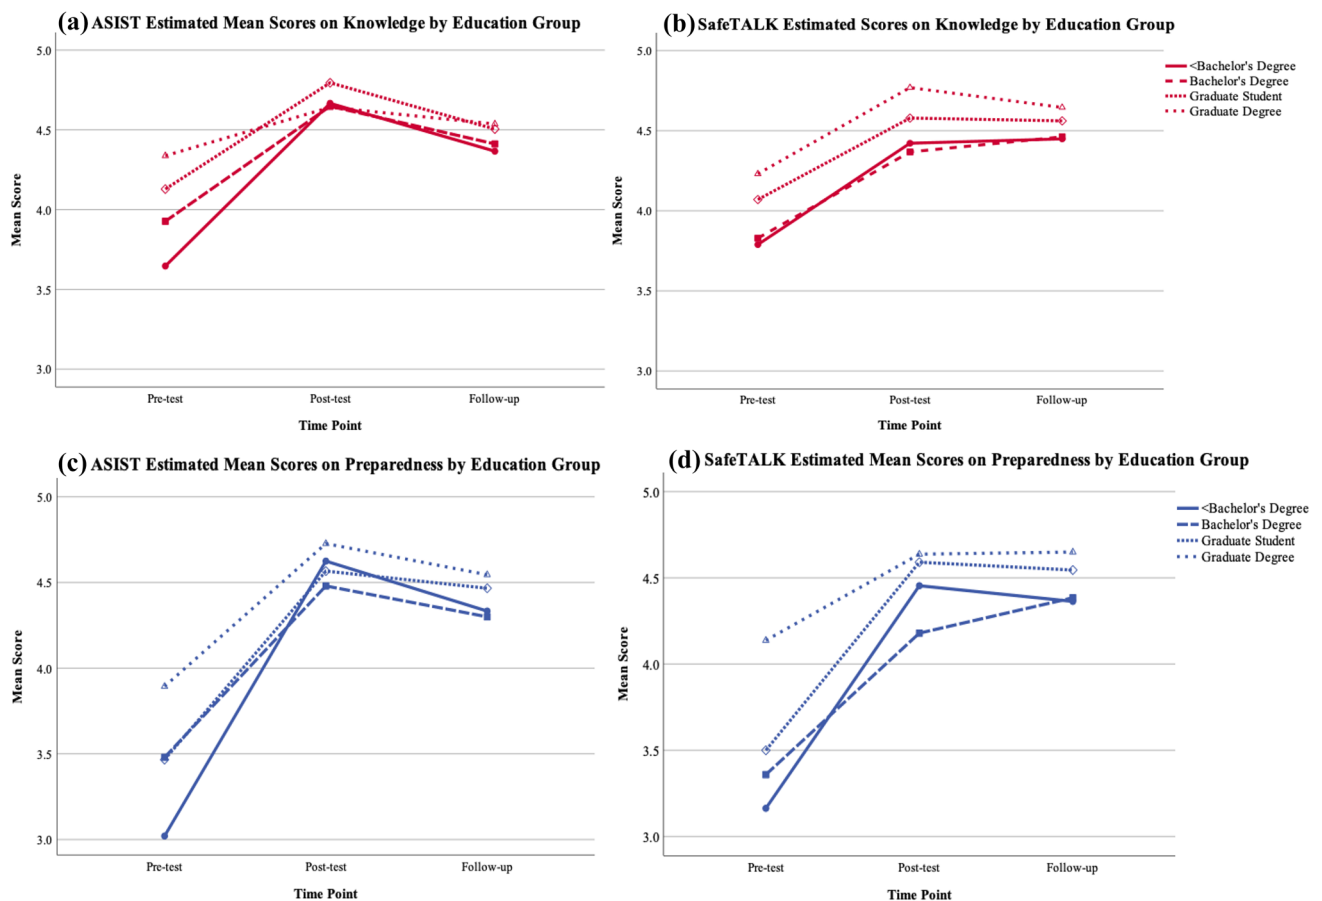 (a) ASIST Estimated Mean Scores on Knowledge by Education Group
5.0
4.5
4.0
3.5
3.0
Mean Score
Pre-test Post-test Follow-up
Time Point
(b) SafeTALK Estimated Scores on Knowledge by Education Group
5.0
4.5
4.0
3.5
3.0
Mean Score
Pre-test Post-test Follow-up
Time Point
<Bachelor's Degree
Bachelor's Degree
Graduate Student
Graduate Degree
(c) ASIST Estimated Mean Scores on Preparedness by Education Group
5.0
4.5
4.0
3.5
3.0
Mean Score
Pre-test Post-test Follow-up
Time Point
(d) SafeTALK Estimated Mean Scores on Preparedness by Education Group
5.0
4.5
4.0
3.5
3.0
Mean Score
Pre-test Post-test Follow-up
Time Point
<Bachelor's Degree
Bachelor's Degree
Graduate Student
Graduate Degree